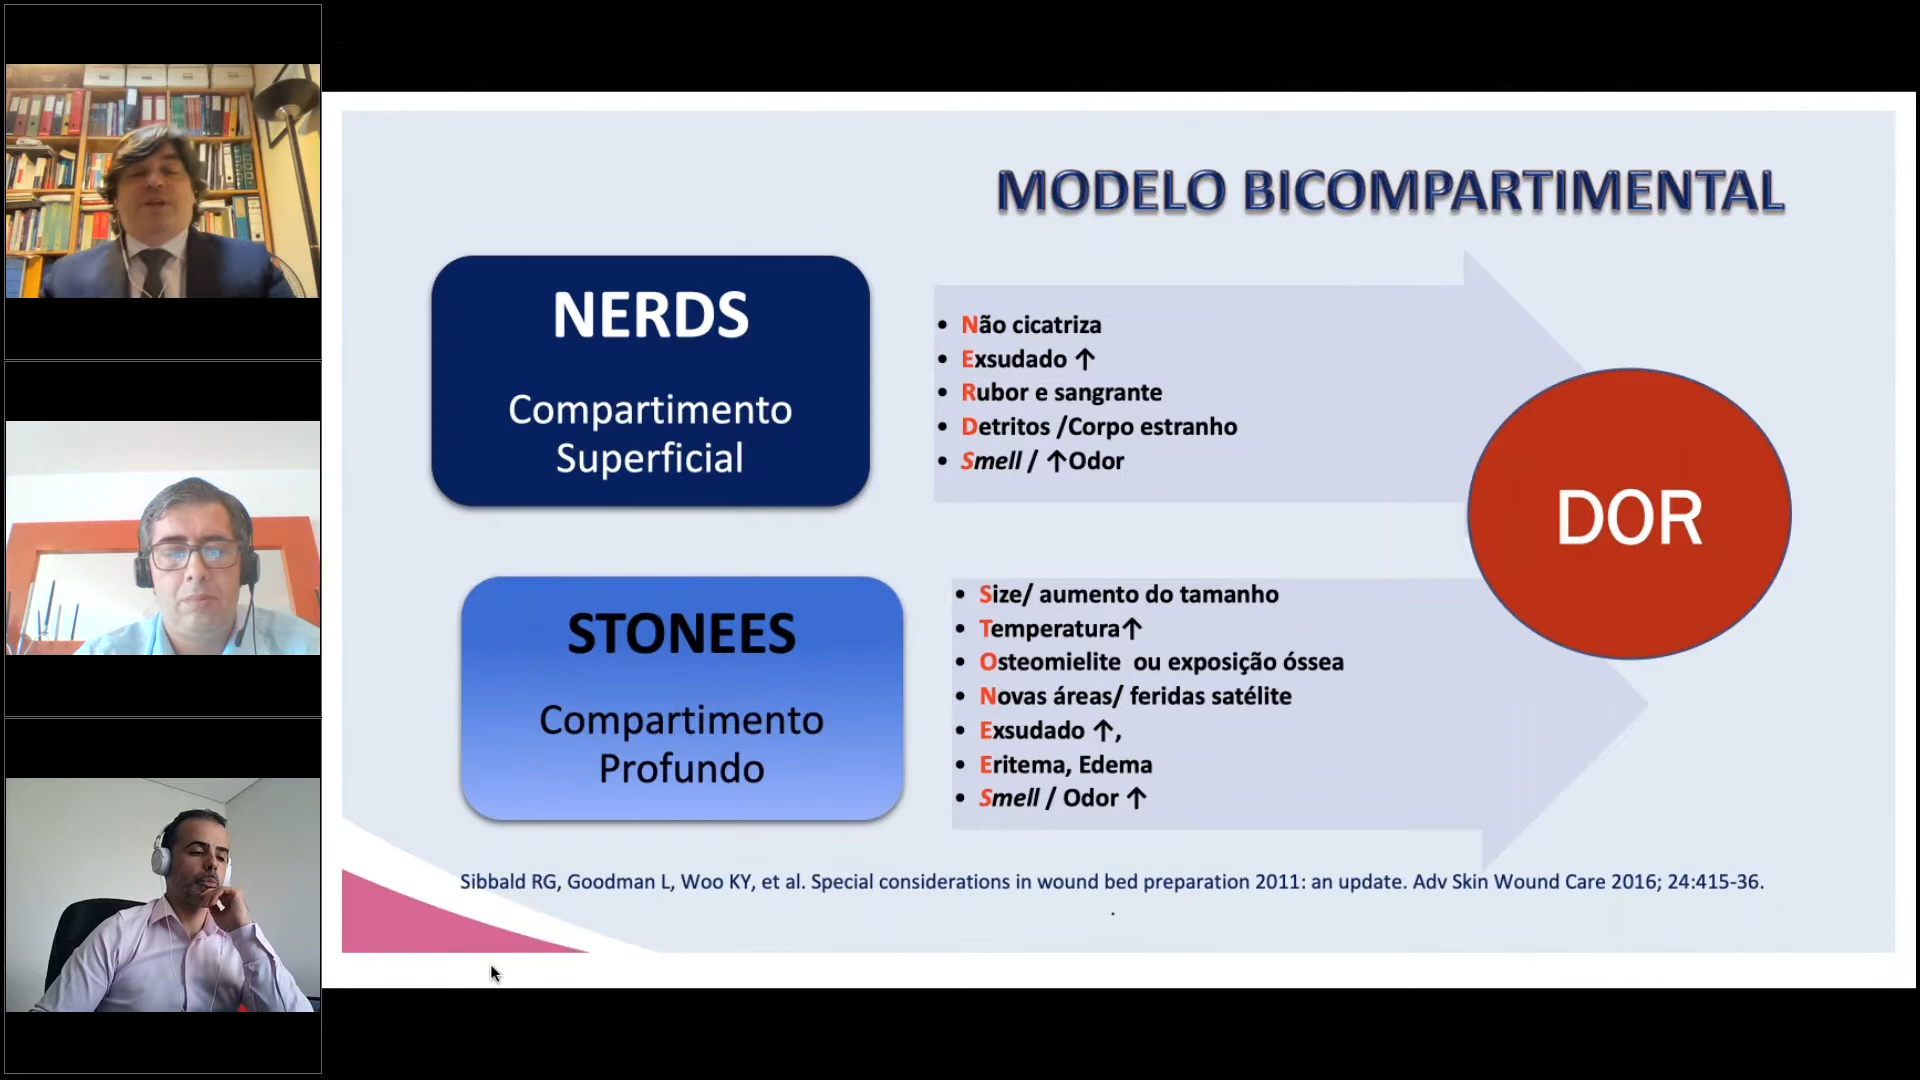 MODELO BICOMPARTIMENTAL
NERDS
Compartimento
Superficial
• Não cicatriza
• Exsudado ↑
• Rubor e sangrante
• Detritos /Corpo estranho
• Smell / ↑Odor
DOR
STONEES
Compartimento
Profundo
• Size/ aumento do tamanho
• Temperatura↑
• Osteomielite ou exposição óssea
• Novas áreas/ feridas satélite
• Exsudado ↑,
• Eritema, Edema
• Smell / Odor ↑
Sibbald RG, Goodman L, Woo KY, et al. Special considerations in wound bed preparation 2011: an update. Adv Skin Wound Care 2016; 24:415-36.
.